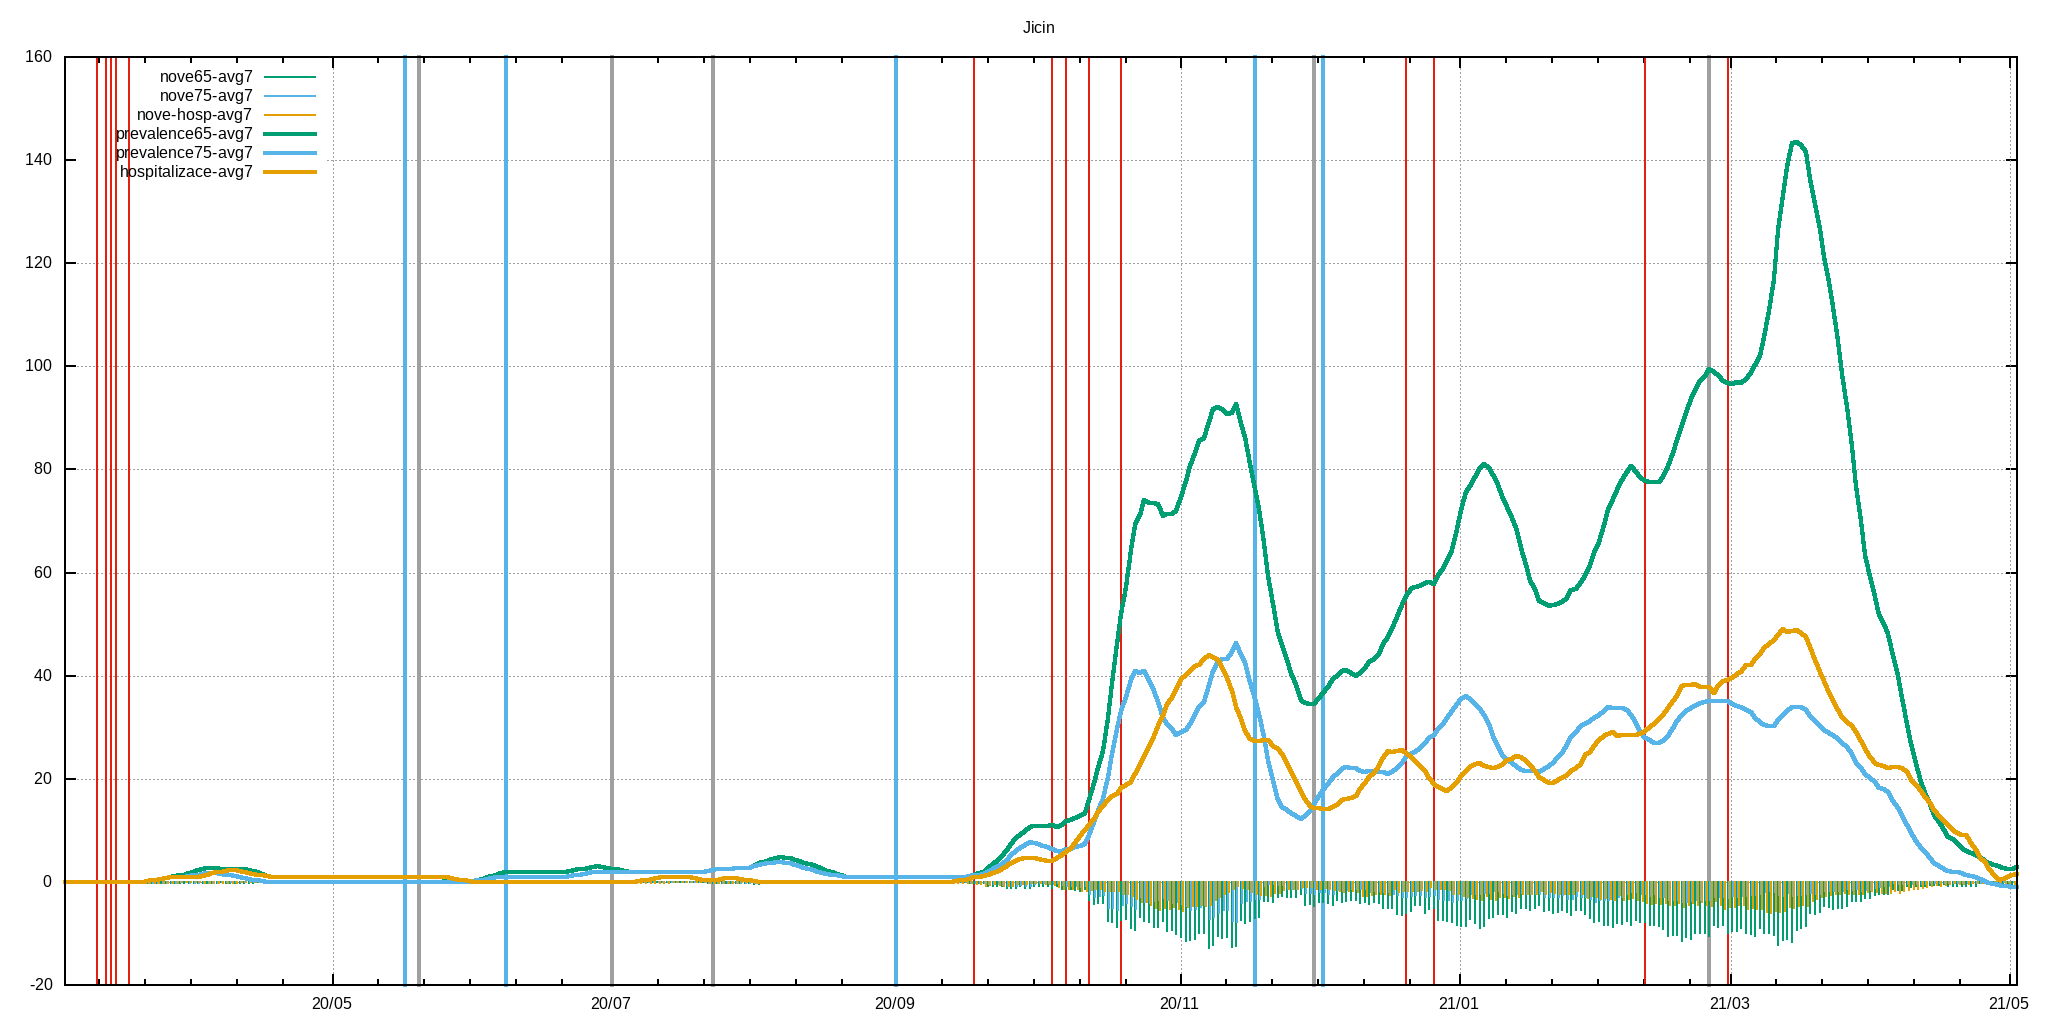 Jicin
160
140
120
100
80
60
40
20
0
-20
nove65-avg7
nove75-avg7
nove-hosp-avg7
prevalence65-avg7
prevalence75-avg7
hospitalizace-avg7
20/05 20/07 20/09 20/11 21/01 21/03 21/05